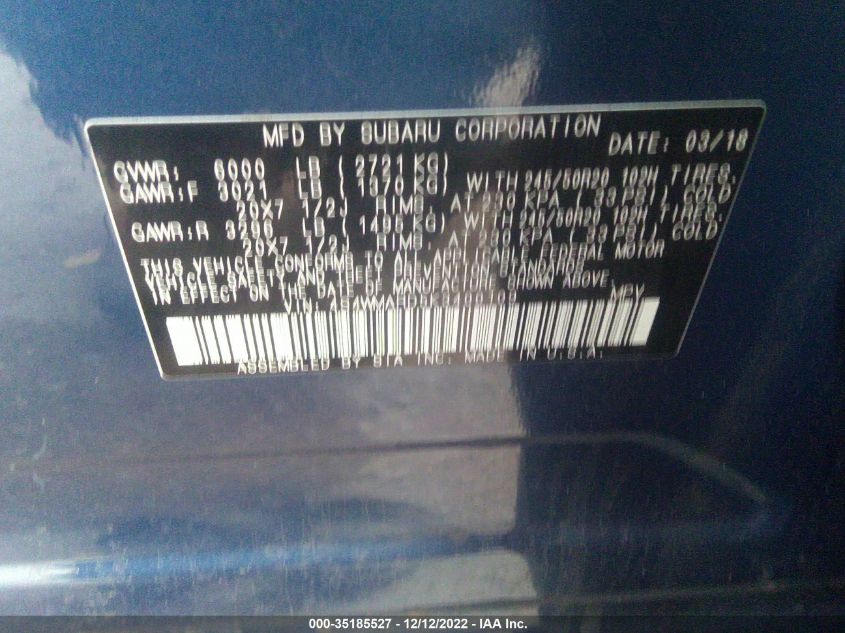 MFD BY SUBARU CORPORATION DATE: 03/18
GVWR: 6000 LB (2721 KG)
GAWR:F 3021 LB (1370 KG) WITH 245/50R20 102H TIRES,
20X7 1/2J RIMS, AT 230 KPA (33 PSI) COLD
GAWR:R 3296 LB (1495 KG) WITH 245/50R20 102H TIRES,
20X7 1/2J RIMS, AT 230 KPA (33 PSI) COLD
THIS VEHICLE CONFORMS TO ALL APPLICABLE FEDERAL MOTOR
VEHICLE SAFETY AND THEFT PREVENTION STANDARDS
IN EFFECT ON THE DATE OF MANUFACTURE SHOWN ABOVE.
VIN: MPV
ASSEMBLED BY SIA INC. MADE IN U.S.A.
000-35185527 - 12/12/2022 - IAA Inc.